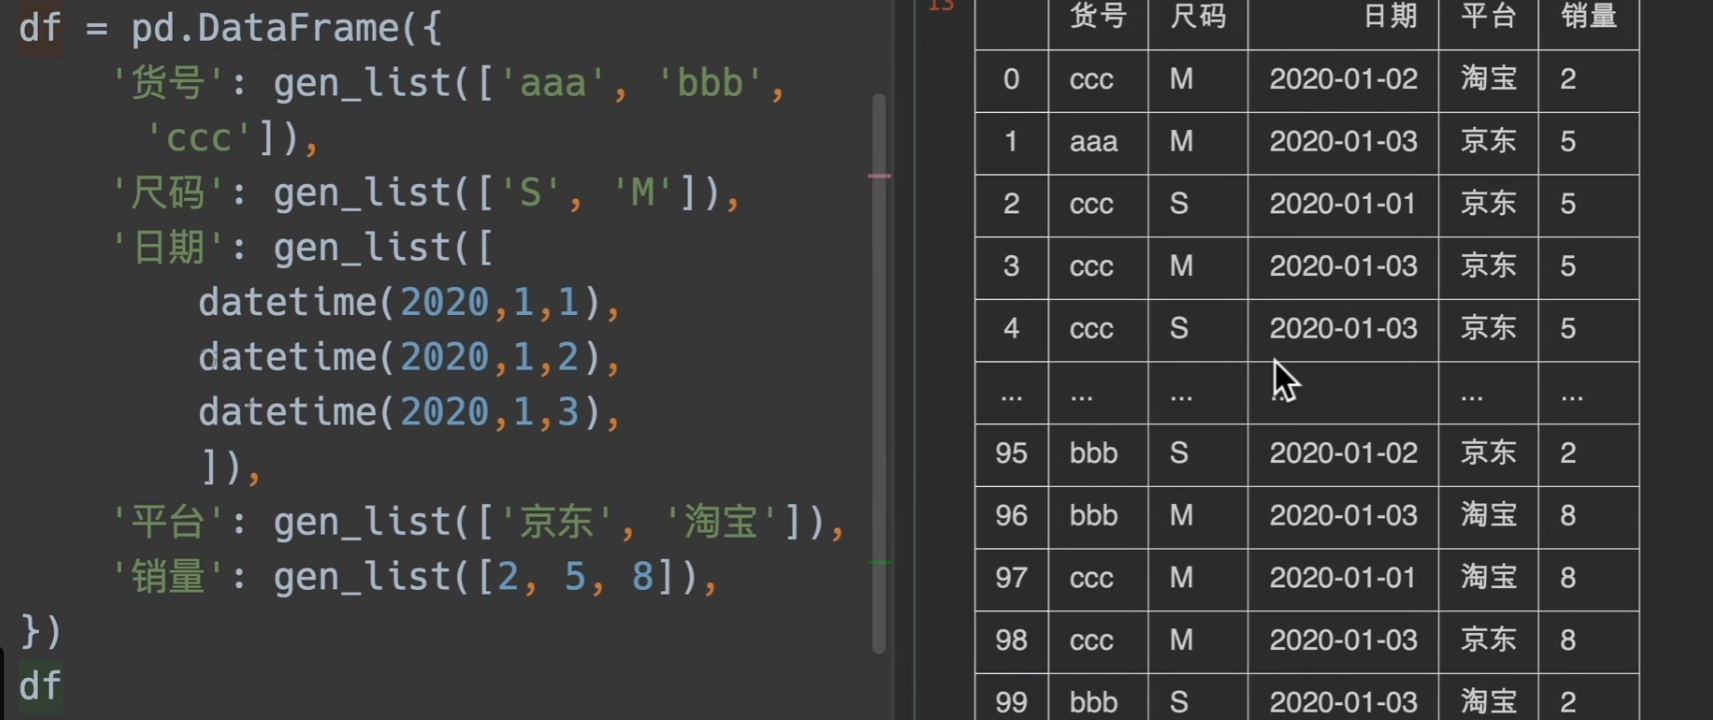 df = pd.DataFrame({
'货号': gen_list(['aaa', 'bbb',
'ccc']),
'尺码': gen_list(['S', 'M']),
'日期': gen_list([
datetime(2020,1,1),
datetime(2020,1,2),
datetime(2020,1,3),
]),
'平台': gen_list(['京东', '淘宝']),
'销量': gen_list([2, 5, 8]),
})
df
13
货号 尺码 日期 平台 销量
0 ccc M 2020-01-02 淘宝 2
1 aaa M 2020-01-03 京东 5
2 ccc S 2020-01-01 京东 5
3 ccc M 2020-01-03 京东 5
4 ccc S 2020-01-03 京东 5
... ... ... ... ... ...
95 bbb S 2020-01-02 京东 2
96 bbb M 2020-01-03 淘宝 8
97 ccc M 2020-01-01 淘宝 8
98 ccc M 2020-01-03 京东 8
99 bbb S 2020-01-03 淘宝 2